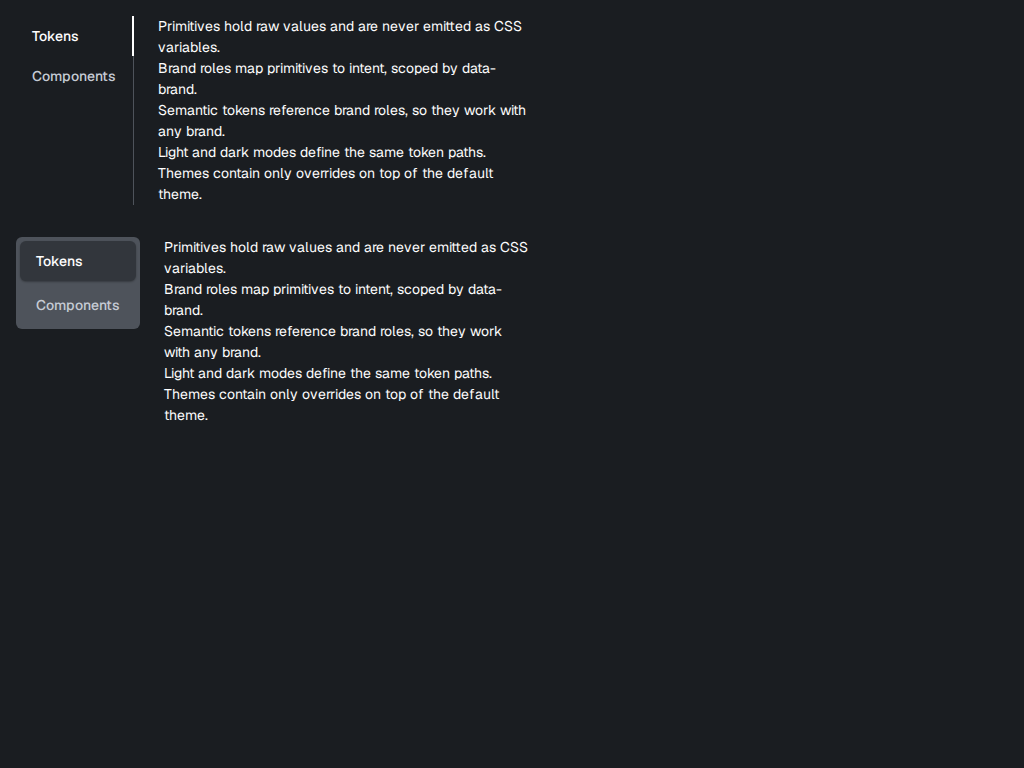 Tokens
Components
Primitives hold raw values and are never emitted as CSS
variables.
Brand roles map primitives to intent, scoped by data-
brand.
Semantic tokens reference brand roles, so they work with
any brand.
Light and dark modes define the same token paths.
Themes contain only overrides on top of the default
theme.
Tokens
Components
Primitives hold raw values and are never emitted as CSS
variables.
Brand roles map primitives to intent, scoped by data-
brand.
Semantic tokens reference brand roles, so they work
with any brand.
Light and dark modes define the same token paths.
Themes contain only overrides on top of the default
theme.